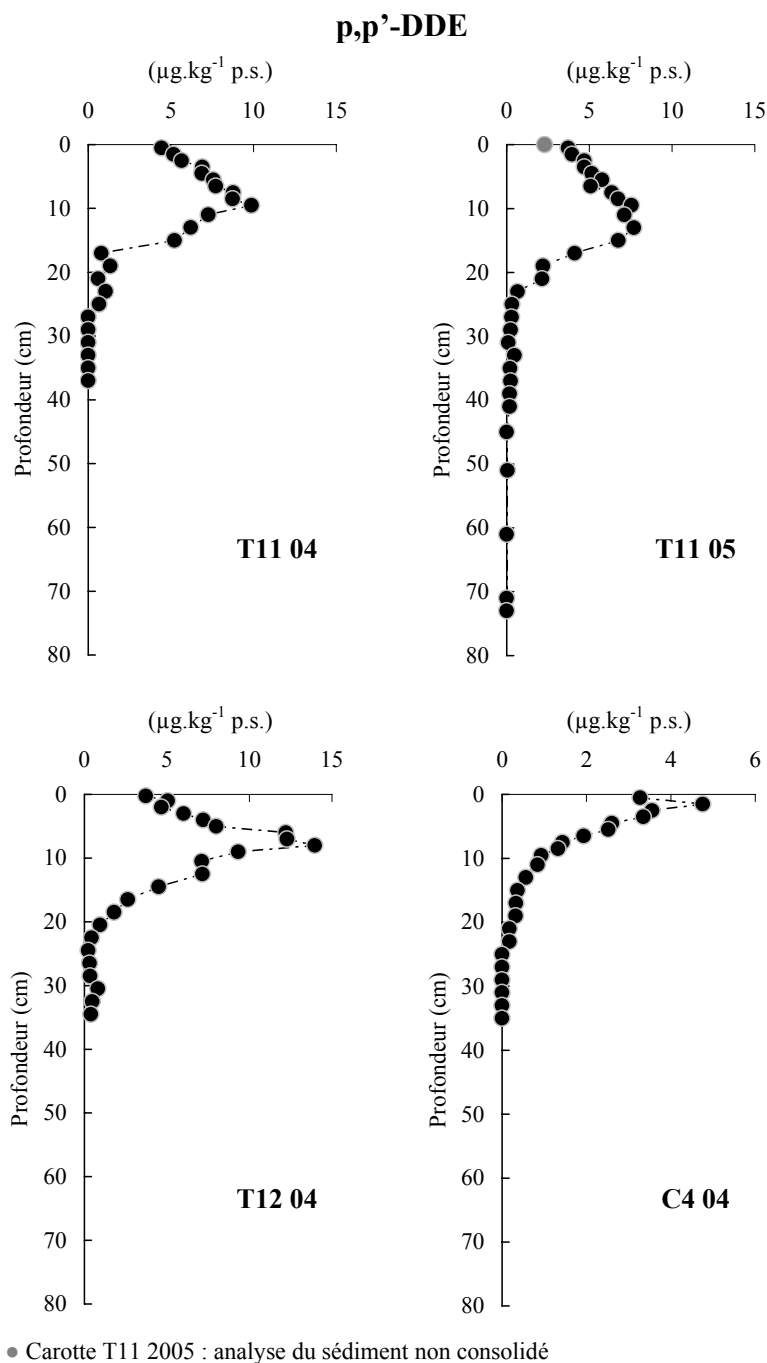 p,p’-DDE
(µg.kg-1 p.s.)
0 5 10 15
0
10
20
30
40
50
60
70
80
Profondeur (cm)
T11 04
(µg.kg-1 p.s.)
0 5 10 15
0
10
20
30
40
50
60
70
80
Profondeur (cm)
T11 05
(µg.kg-1 p.s.)
0 5 10 15
0
10
20
30
40
50
60
70
80
Profondeur (cm)
T12 04
(µg.kg-1 p.s.)
0 2 4 6
0
10
20
30
40
50
60
70
80
Profondeur (cm)
C4 04
Carotte T11 2005 : analyse du sédiment non consolidé